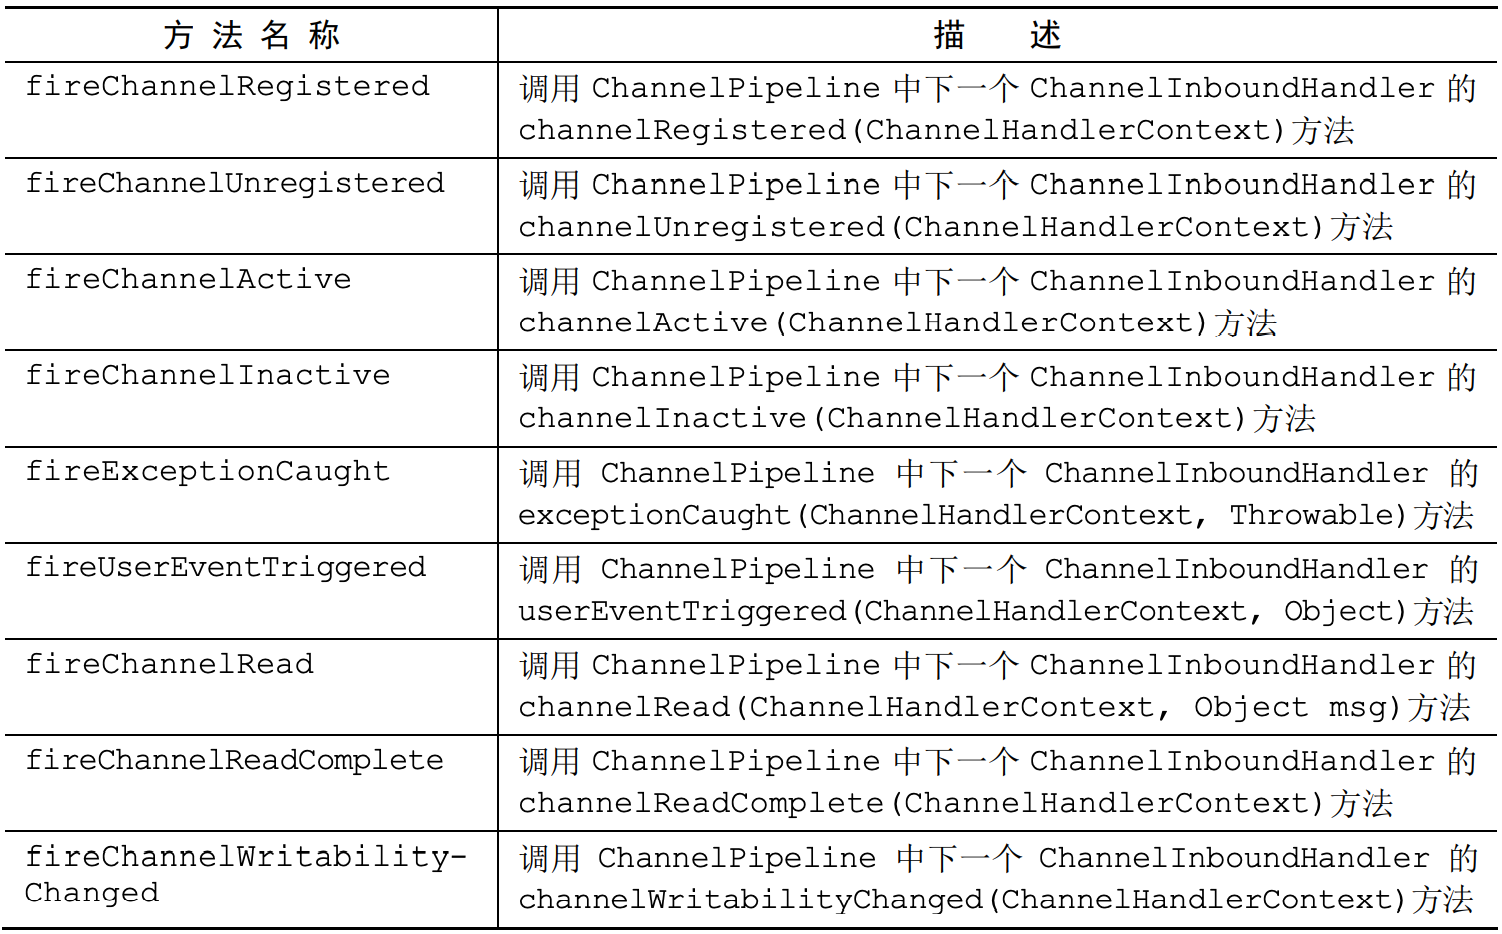 方法名称 描 述
fireChannelRegistered 调用 ChannelPipeline 中下一个 ChannelInboundHandler 的
channelRegistered(ChannelHandlerContext)方法
fireChannelUnregistered 调用 ChannelPipeline 中下一个 ChannelInboundHandler 的
channelUnregistered(ChannelHandlerContext)方法
fireChannelActive 调用 ChannelPipeline 中下一个 ChannelInboundHandler 的
channelActive(ChannelHandlerContext)方法
fireChannelInactive 调用 ChannelPipeline 中下一个 ChannelInboundHandler 的
channelInactive(ChannelHandlerContext)方法
fireExceptionCaught 调用 ChannelPipeline 中下一个 ChannelInboundHandler 的
exceptionCaught(ChannelHandlerContext, Throwable)方法
fireUserEventTriggered 调用 ChannelPipeline 中下一个 ChannelInboundHandler 的
userEventTriggered(ChannelHandlerContext, Object)方法
fireChannelRead 调用 ChannelPipeline 中下一个 ChannelInboundHandler 的
channelRead(ChannelHandlerContext, Object msg)方法
fireChannelReadComplete 调用 ChannelPipeline 中下一个 ChannelInboundHandler 的
channelReadComplete(ChannelHandlerContext)方法
fireChannelWritability- 调用 ChannelPipeline 中下一个 ChannelInboundHandler 的
Changed channelWritabilityChanged(ChannelHandlerContext)方法